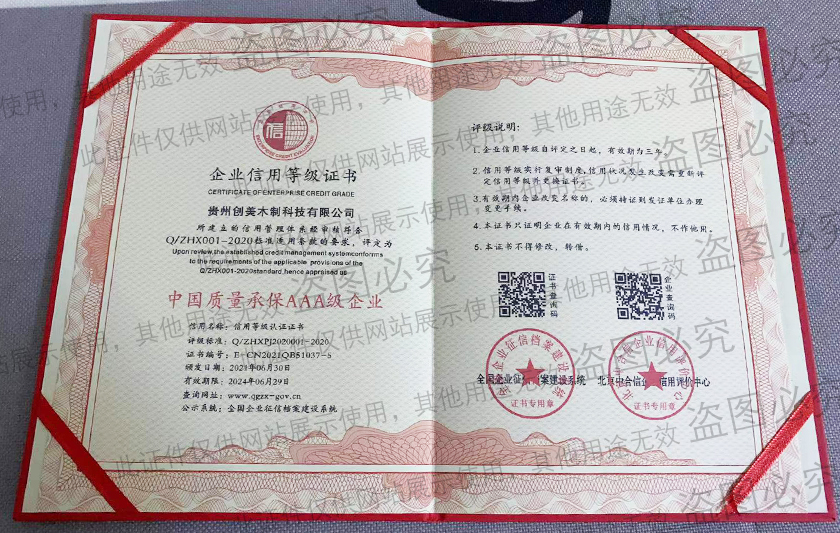 企业信用等级证书
CERTIFICATE OF ENTERPRISE CREDIT GRADE
贵州创美木制科技有限公司
所建立的信用管理体系经审核符合
Q/ZHX001-2020标准适用条款的要求，评定为
Upon review,the established credit management systemconforms
to the requirements of the applicable provisions of the
Q/ZHX001-2020standard,hence appraised as
中国质量承保AAA级企业
信用名称：信用等级认证证书
评级标准：Q/ZHXPJ2020001-2020
证书编号：E-CN2021QB51037-5
颁发日期：2021年06月30日
有效期限：2024年06月29日
查询网址：www.qgzx-gov.cn
公示系统：全国企业征信档案建设系统
评级说明：
1.企业信用等级自评定之日起，有效期为三年。
2.信用等级实行复审制度，信用状况发生改变需重新评
定信用等级并更换证书。
3.有效期内企业改变名称的，必须转证到发证单位办理
变更手续。
4.本证书只证明企业在有效期内的信用情况，不作他用。
5.本证书不得修改，转借。
证书查询码
企业查询码
全国企业征信档案建设系统
北京中合信企业信用评价中心
证书专用章
证书专用章
此证件仅供网站展示使用，其他用途无效 盗图必究